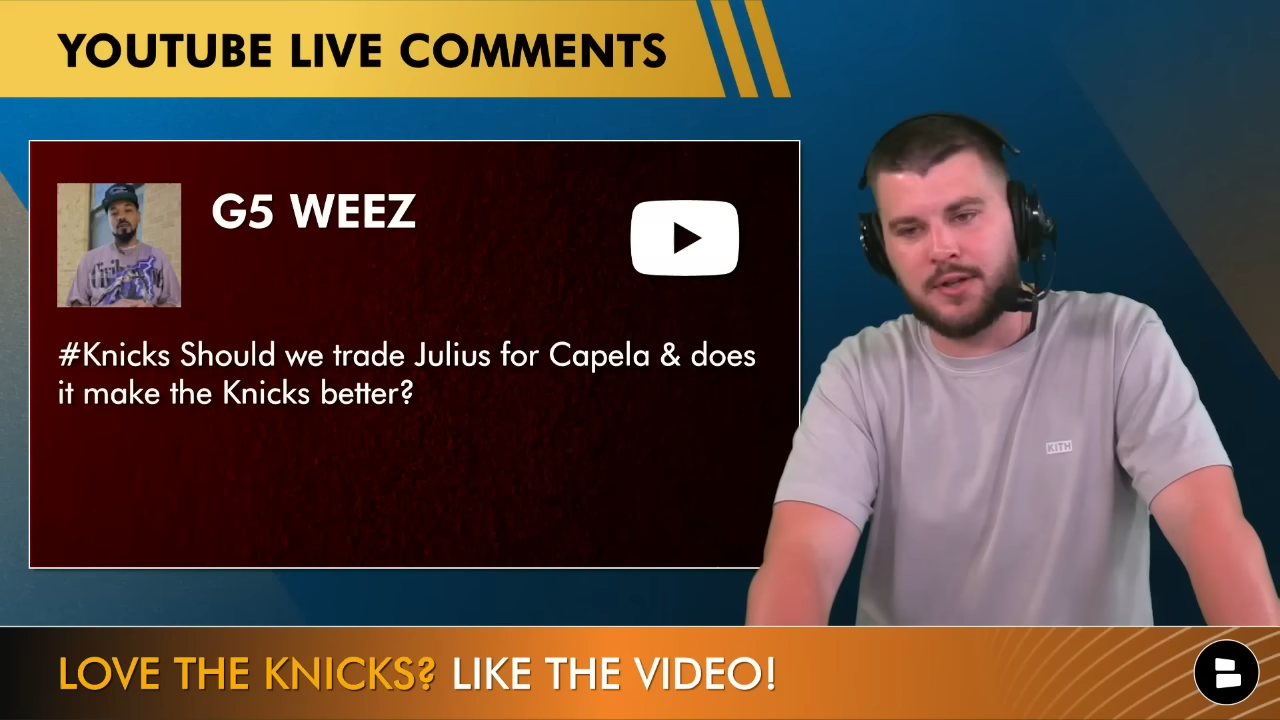 YOUTUBE LIVE COMMENTS
G5 WEEZ
#Knicks Should we trade Julius for Capela & does
it make the Knicks better?
KITH
LOVE THE KNICKS? LIKE THE VIDEO!